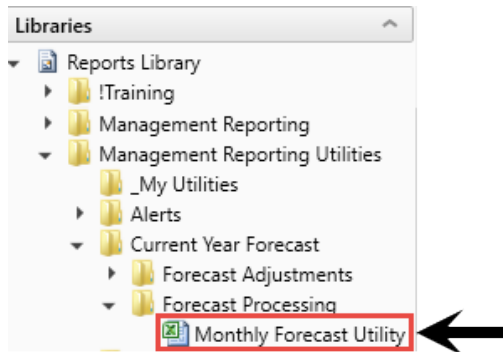 Libraries
Reports Library
!Training
Management Reporting
Management Reporting Utilities
_My Utilities
Alerts
Current Year Forecast
Forecast Adjustments
Forecast Processing
Monthly Forecast Utility